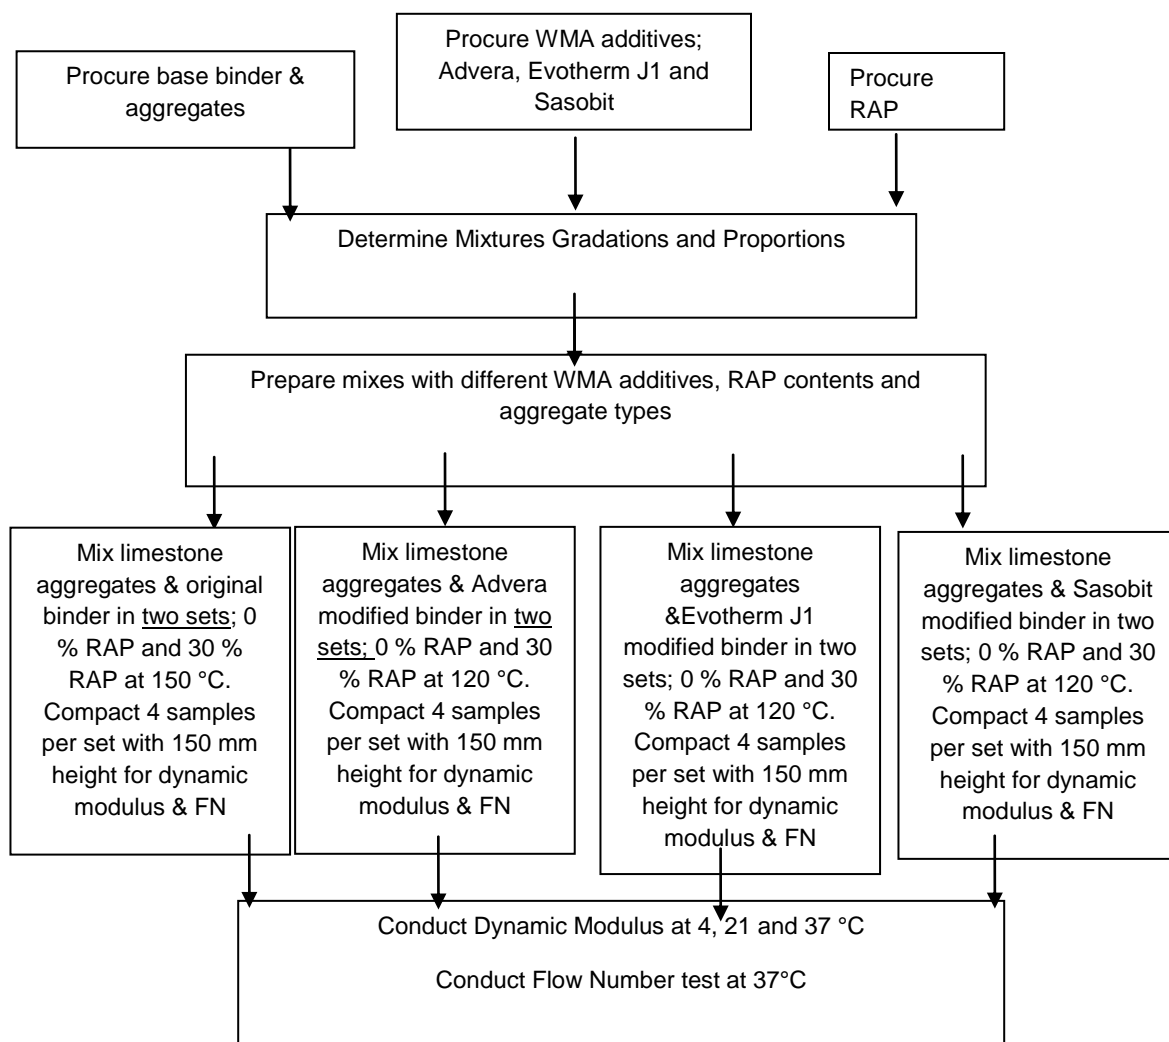 Procure base binder &
aggregates
Procure WMA additives;
Advera, Evotherm J1 and
Sasobit
Procure
RAP
Determine Mixtures Gradations and Proportions
Prepare mixes with different WMA additives, RAP contents and
aggregate types
Mix limestone
aggregates & original
binder in two sets; 0
% RAP and 30 %
RAP at 150 °C.
Compact 4 samples
per set with 150 mm
height for dynamic
modulus & FN
Mix limestone
aggregates & Advera
modified binder in two
sets; 0 % RAP and 30
% RAP at 120 °C.
Compact 4 samples
per set with 150 mm
height for dynamic
modulus & FN
Mix limestone
aggregates
&Evotherm J1
modified binder in two
sets; 0 % RAP and 30
% RAP at 120 °C.
Compact 4 samples
per set with 150 mm
height for dynamic
modulus & FN
Mix limestone
aggregates & Sasobit
modified binder in two
sets; 0 % RAP and 30
% RAP at 120 °C.
Compact 4 samples
per set with 150 mm
height for dynamic
modulus & FN
Conduct Dynamic Modulus at 4, 21 and 37 °C
Conduct Flow Number test at 37°C